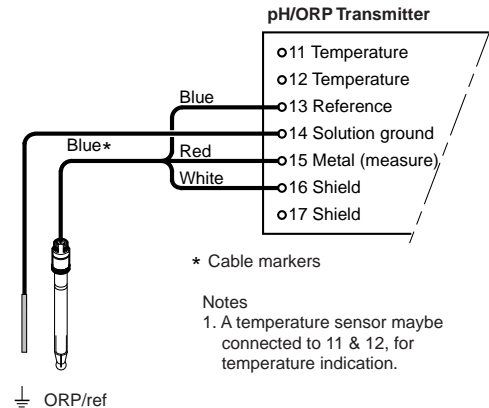 pH/ORP Transmitter
11 Temperature
12 Temperature
Blue
13 Reference
14 Solution ground
Blue*
Red
15 Metal (measure)
White
16 Shield
17 Shield
* Cable markers
Notes
1. A temperature sensor maybe
connected to 11 & 12, for
temperature indication.
ORP/ref